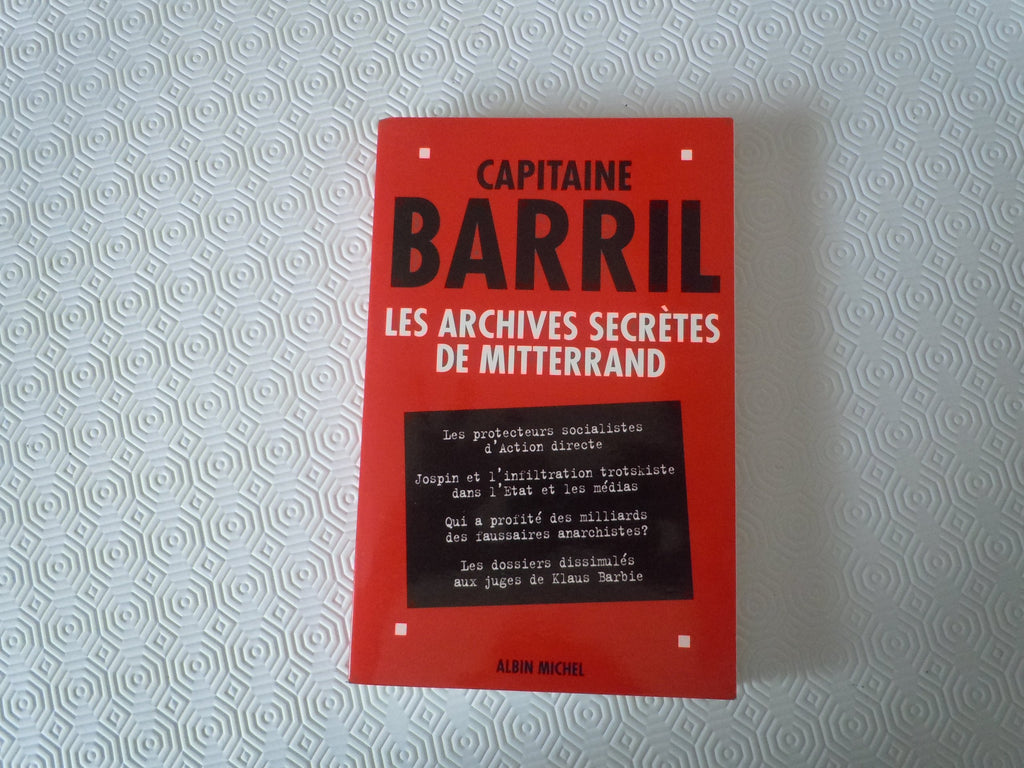 CAPITAINE
BARRIL
LES ARCHIVES SECRÈTES
DE MITTERRAND
Les protecteurs socialistes
d'Action directe
Jospin et l'infiltration trotskiste
dans l'Etat et les médias
Qui a profité des milliards
des faussaires anarchistes?
Les dossiers dissimulés
aux juges de Klaus Barbie
ALBIN MICHEL